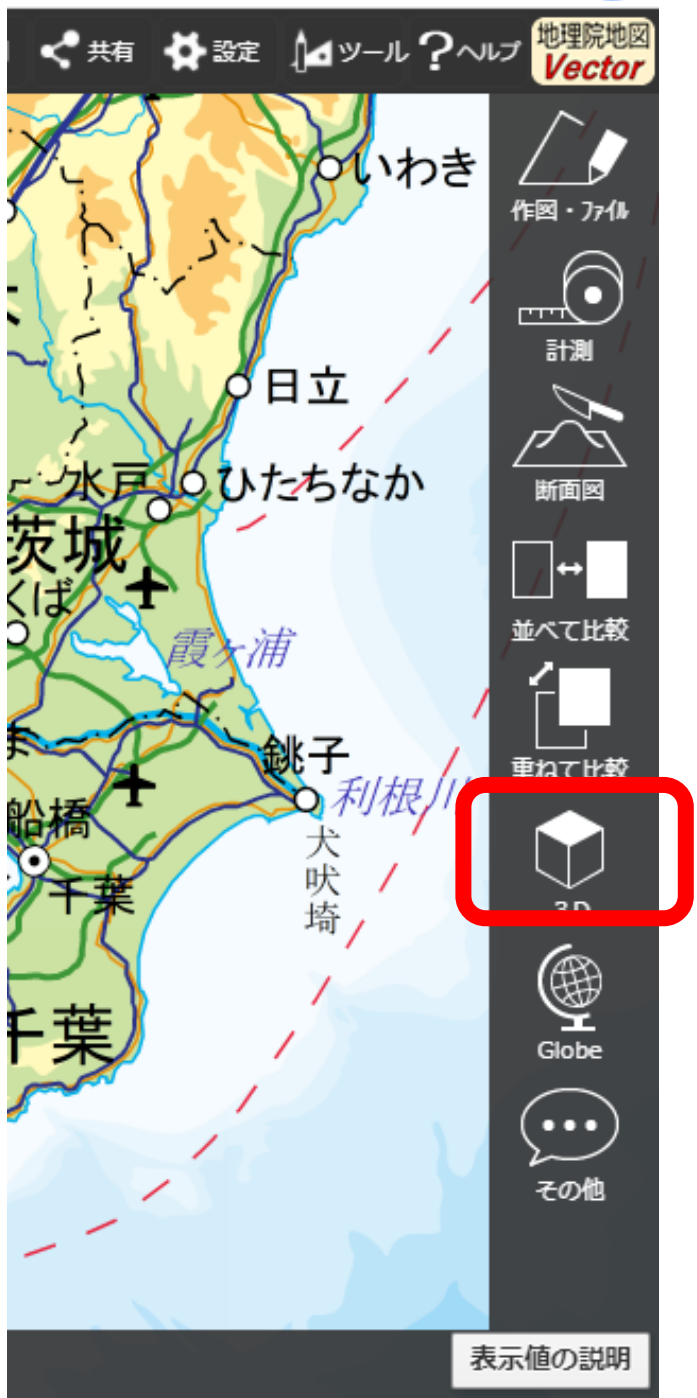 共有
設定
ツール
ヘルプ
地理院地図
Vector
いわき
日立
水戸
ひたちなか
茨城
くば
霞ヶ浦
銚子
利根川
犬吠埼
船橋
千葉
千葉
作図・ファイル
計測
断面図
並べて比較
重ねて比較
3D
Globe
その他
表示値の説明